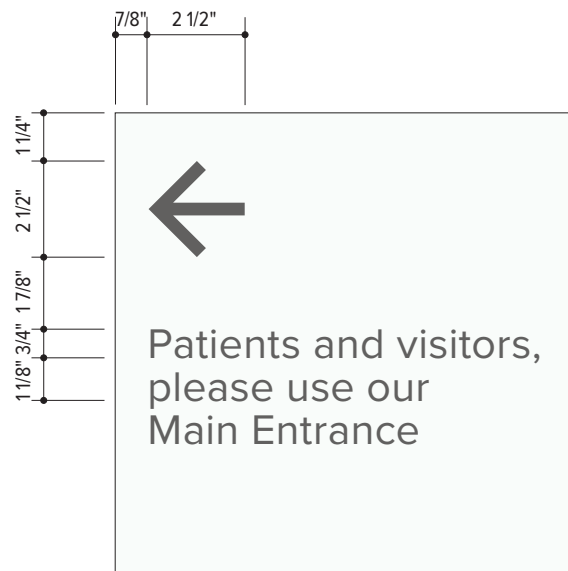 7/8" 2 1/2"
1 1/4"
2 1/2"
1 7/8"
3/4"
1 1/8"
Patients and visitors,
please use our
Main Entrance